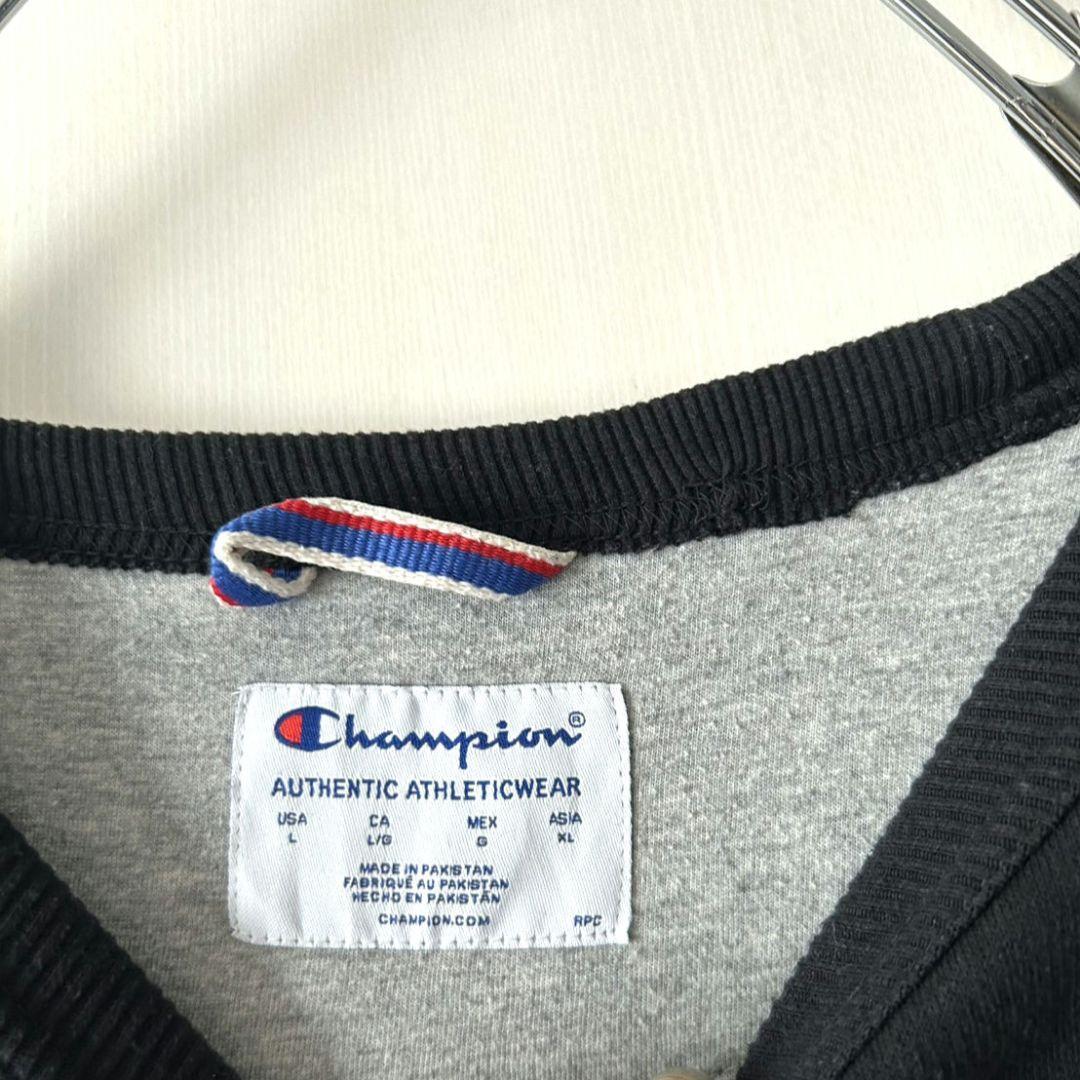 Champion®
AUTHENTIC ATHLETICWEAR
USA CA MEX ASIA
L L/G G XL
MADE IN PAKISTAN
FABRIQUÉ AU PAKISTAN
HECHO EN PAKISTÁN
CHAMPION.COM RPC